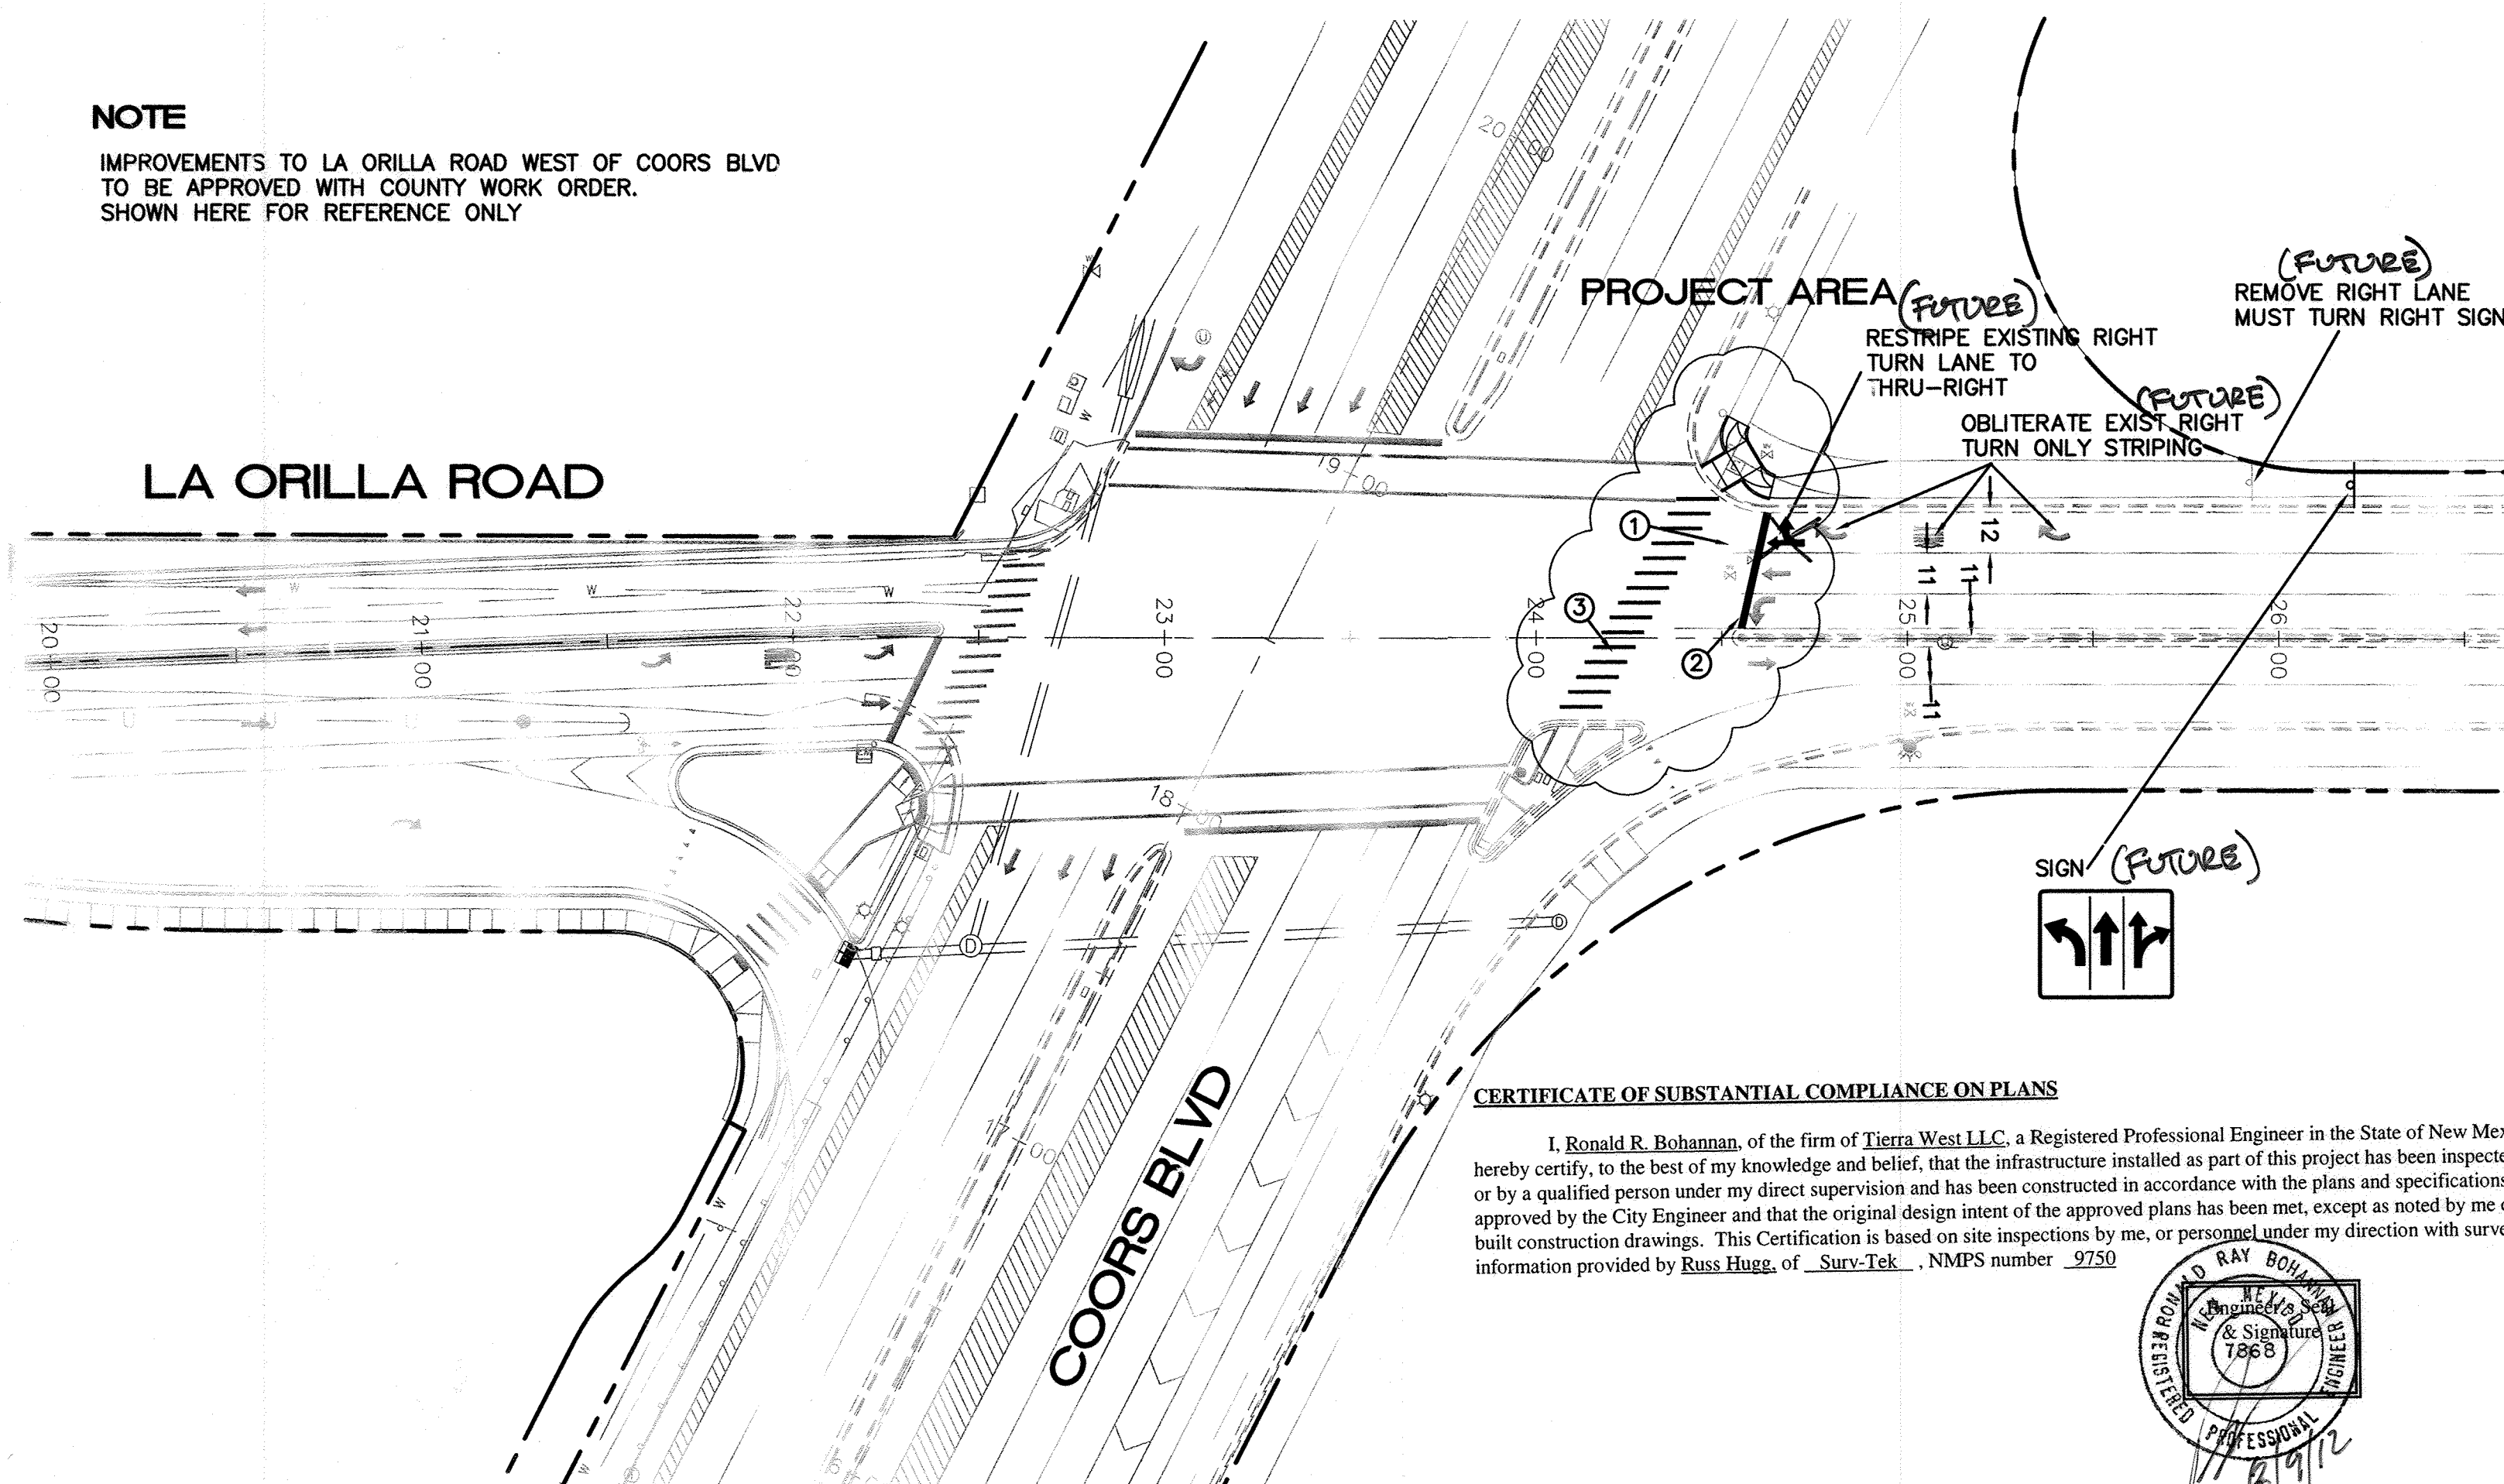 NOTE
IMPROVEMENTS TO LA ORILLA ROAD WEST OF COORS BLVD
TO BE APPROVED WITH COUNTY WORK ORDER.
SHOWN HERE FOR REFERENCE ONLY
LA ORILLA ROAD
PROJECT AREA
(FUTURE)
RESTRIPE EXISTING RIGHT
TURN LANE TO
THRU-RIGHT
(FUTURE)
REMOVE RIGHT LANE
MUST TURN RIGHT SIGN
(FUTURE)
OBLITERATE EXIST RIGHT
TURN ONLY STRIPING
20+00
19+00
1
3
2
12
11
11
11
20+00
21+00
22+00
23+00
24+00
25+00
26+00
18+00
17+00
W
W
W
W
W
W
W
W
D
D
SIGN (FUTURE)
COORS BLVD
CERTIFICATE OF SUBSTANTIAL COMPLIANCE ON PLANS
I, Ronald R. Bohannan, of the firm of Tierra West LLC, a Registered Professional Engineer in the State of New Mex
hereby certify, to the best of my knowledge and belief, that the infrastructure installed as part of this project has been inspecte
or by a qualified person under my direct supervision and has been constructed in accordance with the plans and specifications
approved by the City Engineer and that the original design intent of the approved plans has been met, except as noted by me
built construction drawings. This Certification is based on site inspections by me, or personnel under my direction with surve
information provided by Russ Hugg, of Surv-Tek , NMPS number 9750
RONALD RAY BOHANNAN
NEW MEXICO
Engineer's Seal
& Signature
7868
REGISTERED PROFESSIONAL ENGINEER